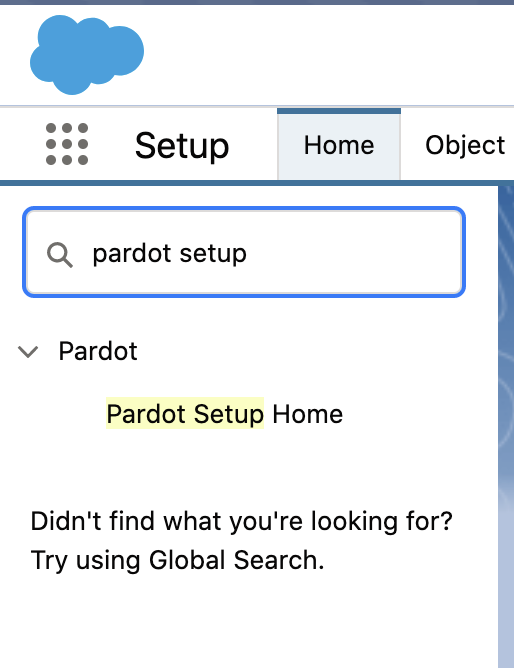 Setup
Home
Object
pardot setup
Pardot
Pardot Setup Home
Didn't find what you're looking for?
Try using Global Search.